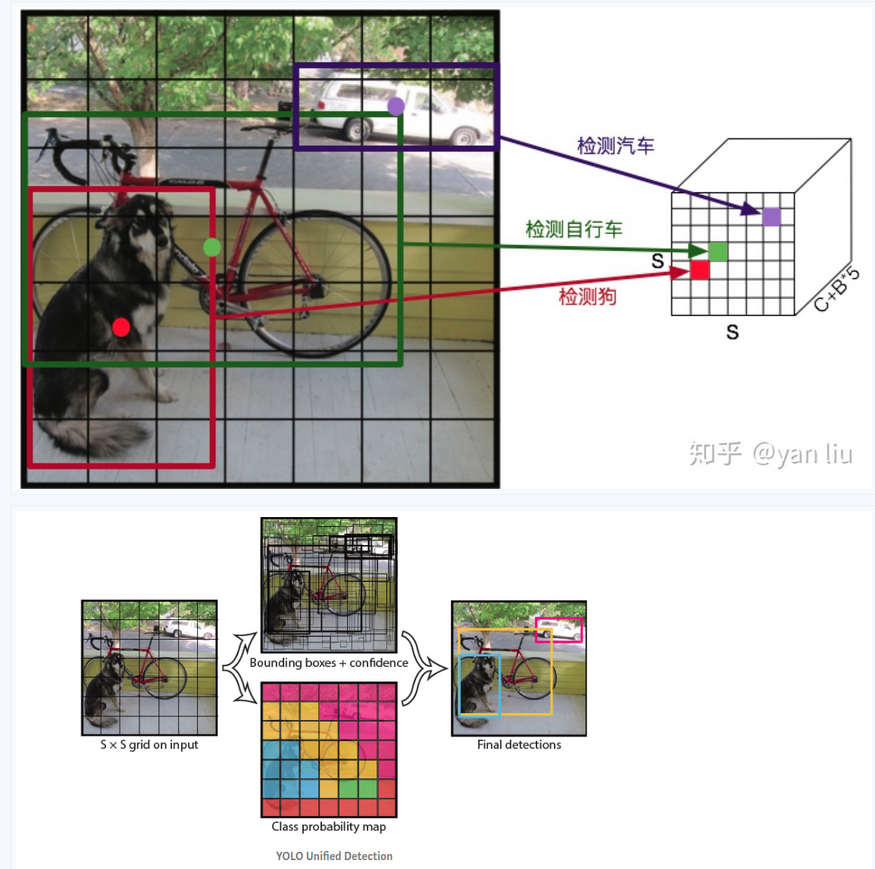 检测汽车
检测自行车
S
检测狗
C+B*5
S
知乎 @yan liu
Bounding boxes + confidence
S × S grid on input
Final detections
Class probability map
YOLO Unified Detection